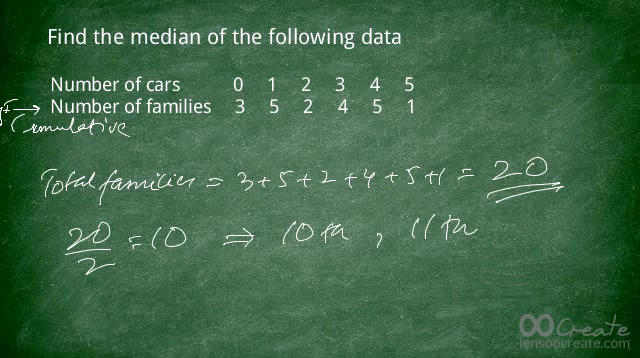 Find the median of the following data
Number of cars 0 1 2 3 4 5
Number of families 3 5 2 4 5 1
Cumulative
Total families = 3+5+2+4+5+1 = 20
20/2 = 10 ⇒ 10th, 11th
Create
lensoocreate.com